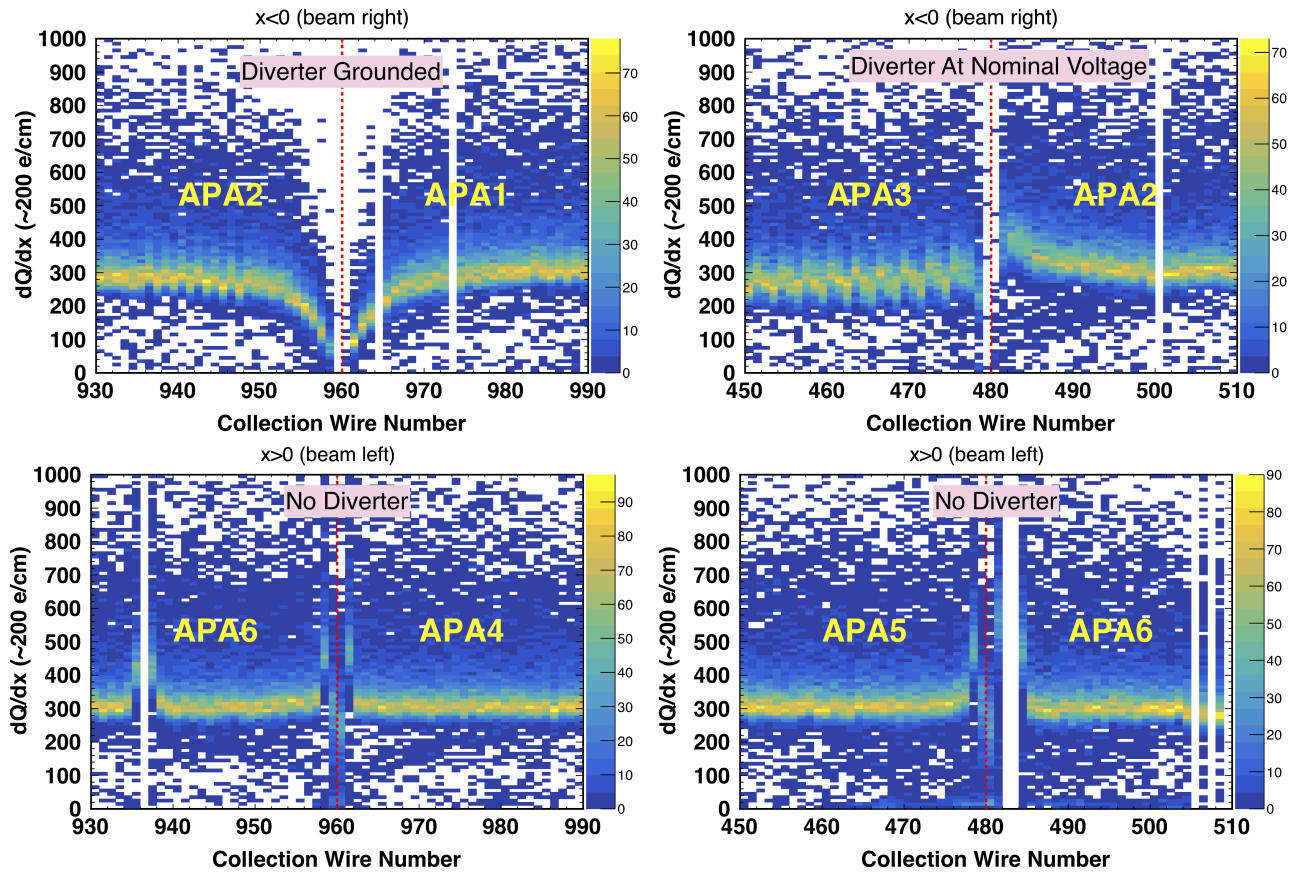 x<0 (beam right)
Diverter Grounded
APA2
APA1
dQ/dx (~200 e/cm)
1000
900
800
700
600
500
400
300
200
100
0
930 940 950 960 970 980 990
Collection Wire Number
70
60
50
40
30
20
10
0
x<0 (beam right)
Diverter At Nominal Voltage
APA3
APA2
dQ/dx (~200 e/cm)
1000
900
800
700
600
500
400
300
200
100
0
450 460 470 480 490 500 510
Collection Wire Number
70
60
50
40
30
20
10
0
x>0 (beam left)
No Diverter
APA6
APA4
dQ/dx (~200 e/cm)
1000
900
800
700
600
500
400
300
200
100
0
930 940 950 960 970 980 990
Collection Wire Number
90
80
70
60
50
40
30
20
10
0
x>0 (beam left)
No Diverter
APA5
APA6
dQ/dx (~200 e/cm)
1000
900
800
700
600
500
400
300
200
100
0
450 460 470 480 490 500 510
Collection Wire Number
90
80
70
60
50
40
30
20
10
0